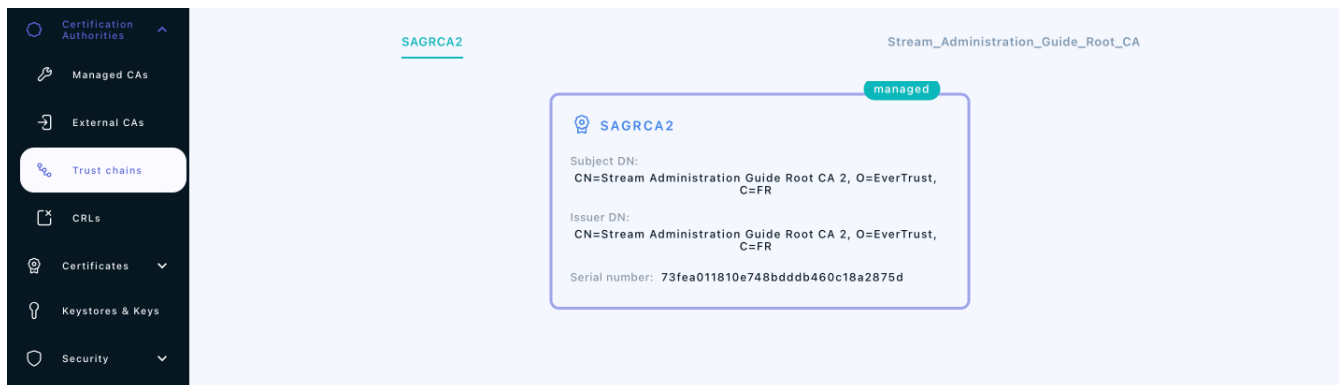 Certification
Authorities
Managed CAs
External CAs
Trust chains
CRLs
Certificates
Keystores & Keys
Security
SAGRCA2
Stream_Administration_Guide_Root_CA
managed
SAGRCA2
Subject DN:
CN=Stream Administration Guide Root CA 2, O=EverTrust,
C=FR
Issuer DN:
CN=Stream Administration Guide Root CA 2, O=EverTrust,
C=FR
Serial number: 73fea011810e748bdddb460c18a2875d